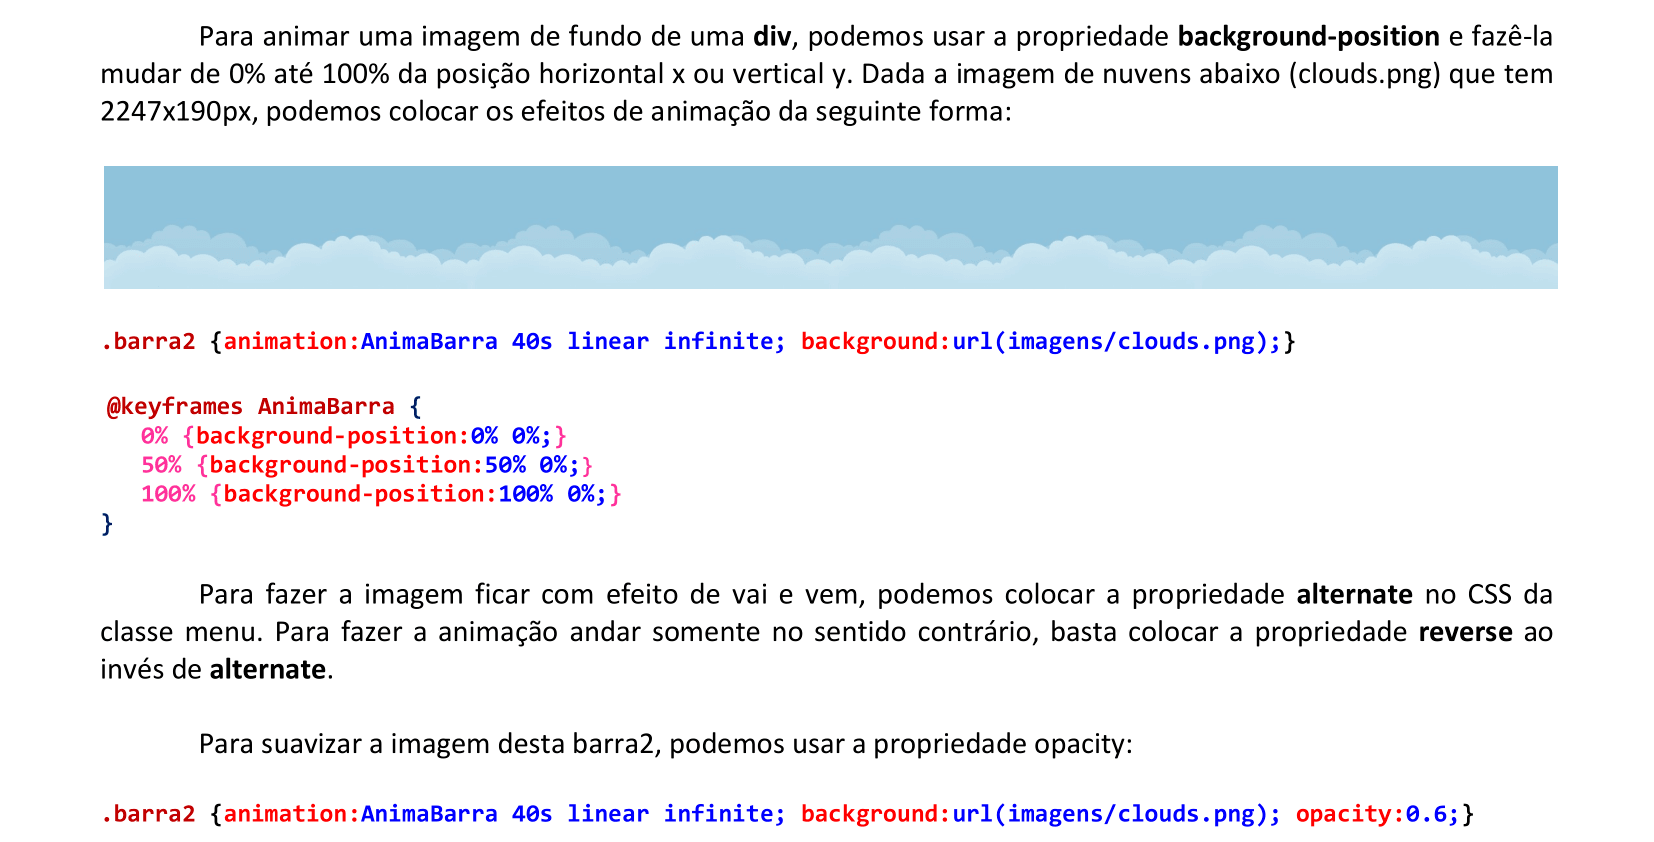 Para animar uma imagem de fundo de uma div, podemos usar a propriedade background-position e fazê-la
mudar de 0% até 100% da posição horizontal x ou vertical y. Dada a imagem de nuvens abaixo (clouds.png) que tem
2247x190px, podemos colocar os efeitos de animação da seguinte forma:
.barra2 {animation:AnimaBarra 40s linear infinite; background:url(imagens/clouds.png);}
@keyframes AnimaBarra {
0% {background-position:0% 0%;}
50% {background-position:50% 0%;}
100% {background-position:100% 0%;}
}
Para fazer a imagem ficar com efeito de vai e vem, podemos colocar a propriedade alternate no CSS da
classe menu. Para fazer a animação andar somente no sentido contrário, basta colocar a propriedade reverse ao
invés de alternate.
Para suavizar a imagem desta barra2, podemos usar a propriedade opacity:
.barra2 {animation:AnimaBarra 40s linear infinite; background:url(imagens/clouds.png); opacity:0.6;}